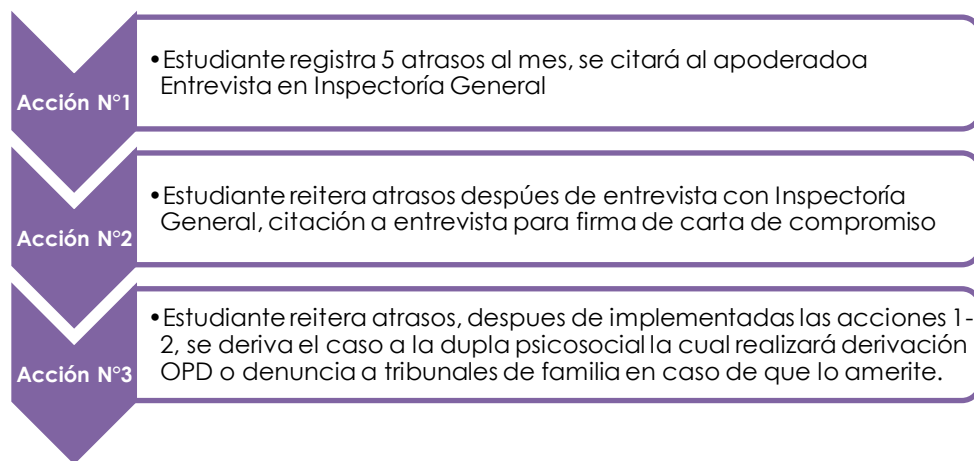 Acción N°1
•Estudiante registra 5 atrasos al mes, se citará al apoderadoa
Entrevista en Inspectoría General
Acción N°2
•Estudiante reitera atrasos despúes de entrevista con Inspectoría
General, citación a entrevista para firma de carta de compromiso
Acción N°3
•Estudiante reitera atrasos, despues de implementadas las acciones 1-
2, se deriva el caso a la dupla psicosocial la cual realizará derivación
OPD o denuncia a tribunales de familia en caso de que lo amerite.